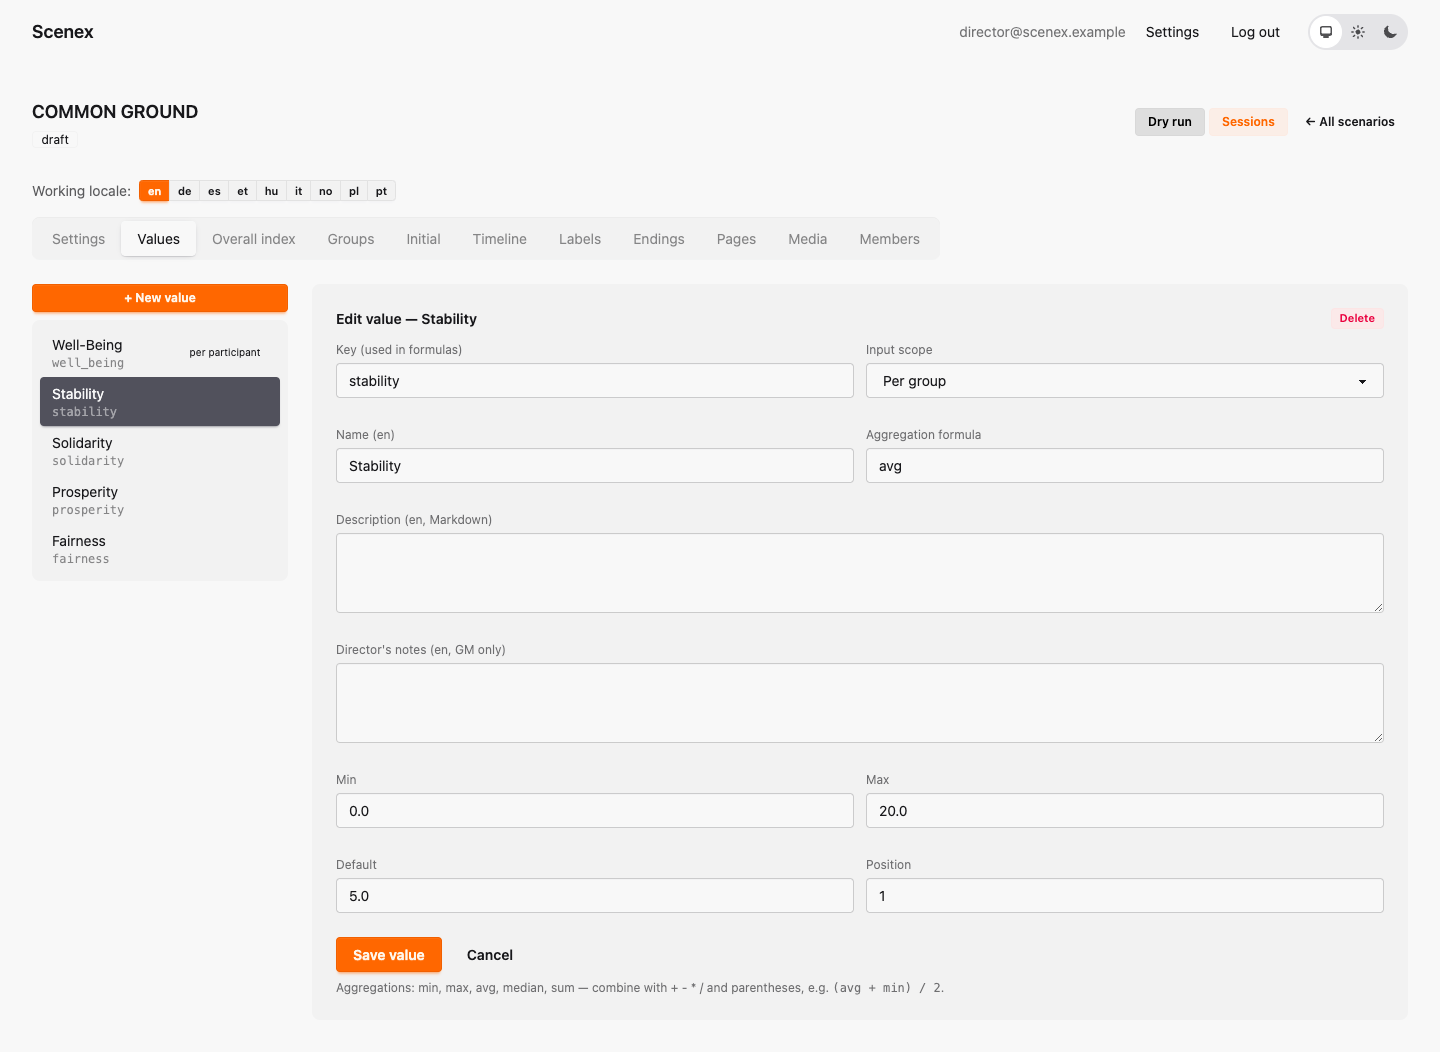 Scenex
director@scenex.example Settings Log out
COMMON GROUND
draft
Dry run Sessions ← All scenarios
Working locale: en de es et hu it no pl pt
Settings Values Overall index Groups Initial Timeline Labels Endings Pages Media Members
+ New value
Well-Being per participant
well_being
Stability
stability
Solidarity
solidarity
Prosperity
prosperity
Fairness
fairness
Edit value — Stability Delete
Key (used in formulas) Input scope
stability Per group
Name (en) Aggregation formula
Stability avg
Description (en, Markdown)
Director's notes (en, GM only)
Min Max
0.0 20.0
Default Position
5.0 1
Save value Cancel
Aggregations: min, max, avg, median, sum — combine with + - * / and parentheses, e.g. (avg + min) / 2.